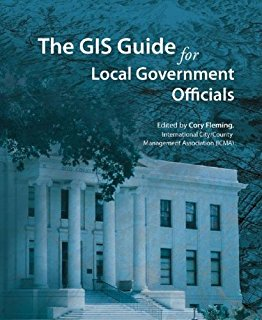 The GIS Guide for
Local Government
Officials
Edited by Cory Fleming,
International City/County
Management Association (ICMA)